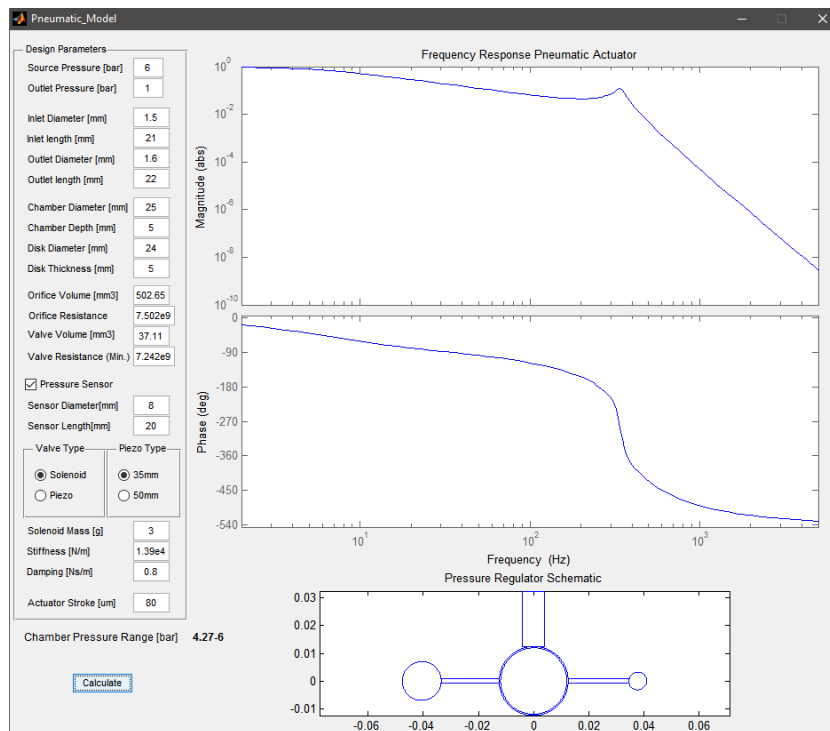 Pneumatic_Model
Design Parameters
Source Pressure [bar] 6
Outlet Pressure [bar] 1
Inlet Diameter [mm] 1.5
Inlet length [mm] 21
Outlet Diameter [mm] 1.6
Outlet length [mm] 22
Chamber Diameter [mm] 25
Chamber Depth [mm] 5
Disk Diameter [mm] 24
Disk Thickness [mm] 5
Orifice Volume [mm3] 502.65
Orifice Resistance 7.502e9
Valve Volume [mm3] 37.11
Valve Resistance (Min.) 7.242e9
Pressure Sensor
Sensor Diameter[mm] 8
Sensor Length[mm] 20
Valve Type Piezo Type
Solenoid 35mm
Piezo 50mm
Solenoid Mass [g] 3
Stiffness [N/m] 1.39e4
Damping [Ns/m] 0.8
Actuator Stroke [um] 80
Chamber Pressure Range [bar] 4.27-6
Calculate
Frequency Response Pneumatic Actuator
Magnitude (abs)
10^0
10^-2
10^-4
10^-6
10^-8
10^-10
Phase (deg)
0
-90
-180
-270
-360
-450
-540
10^1 10^2 10^3
Frequency (Hz)
Pressure Regulator Schematic
0.03
0.02
0.01
0
-0.01
-0.06 -0.04 -0.02 0 0.02 0.04 0.06